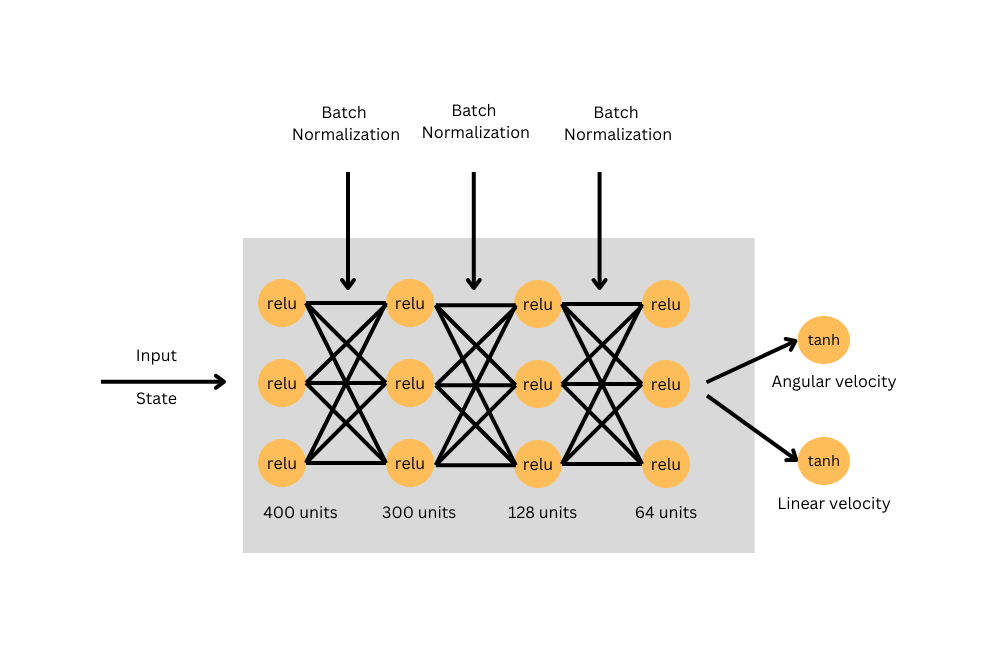 Batch
Normalization
Batch
Normalization
Batch
Normalization
relu relu relu relu
Input
State
relu relu relu relu
relu relu relu relu
400 units 300 units 128 units 64 units
tanh
Angular velocity
tanh
Linear velocity